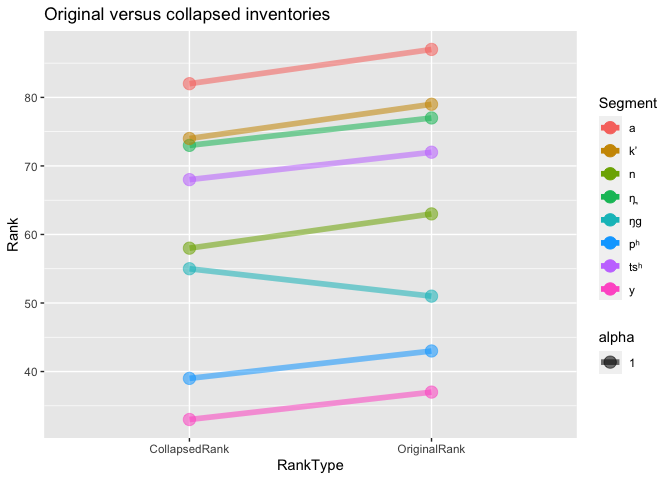 Original versus collapsed inventories
Rank
80
70
60
50
40
CollapsedRank
OriginalRank
RankType
Segment
a
kʼ
n
n̥
ŋɡ
pʰ
tsʰ
y
alpha
1